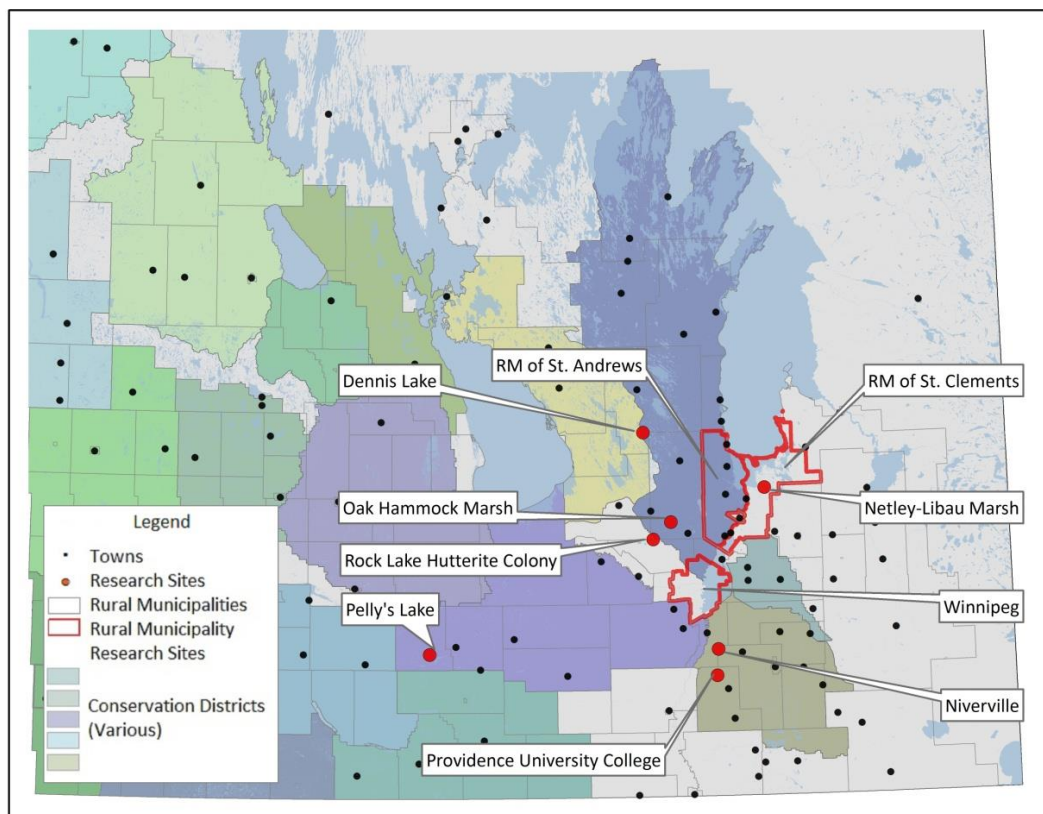 RM of St. Andrews
Dennis Lake
RM of St. Clements
Oak Hammock Marsh
Netley-Libau Marsh
Rock Lake Hutterite Colony
Pelly's Lake
Winnipeg
Niverville
Providence University College
Legend
Towns
Research Sites
Rural Municipalities
Rural Municipality
Research Sites
Conservation Districts
(Various)